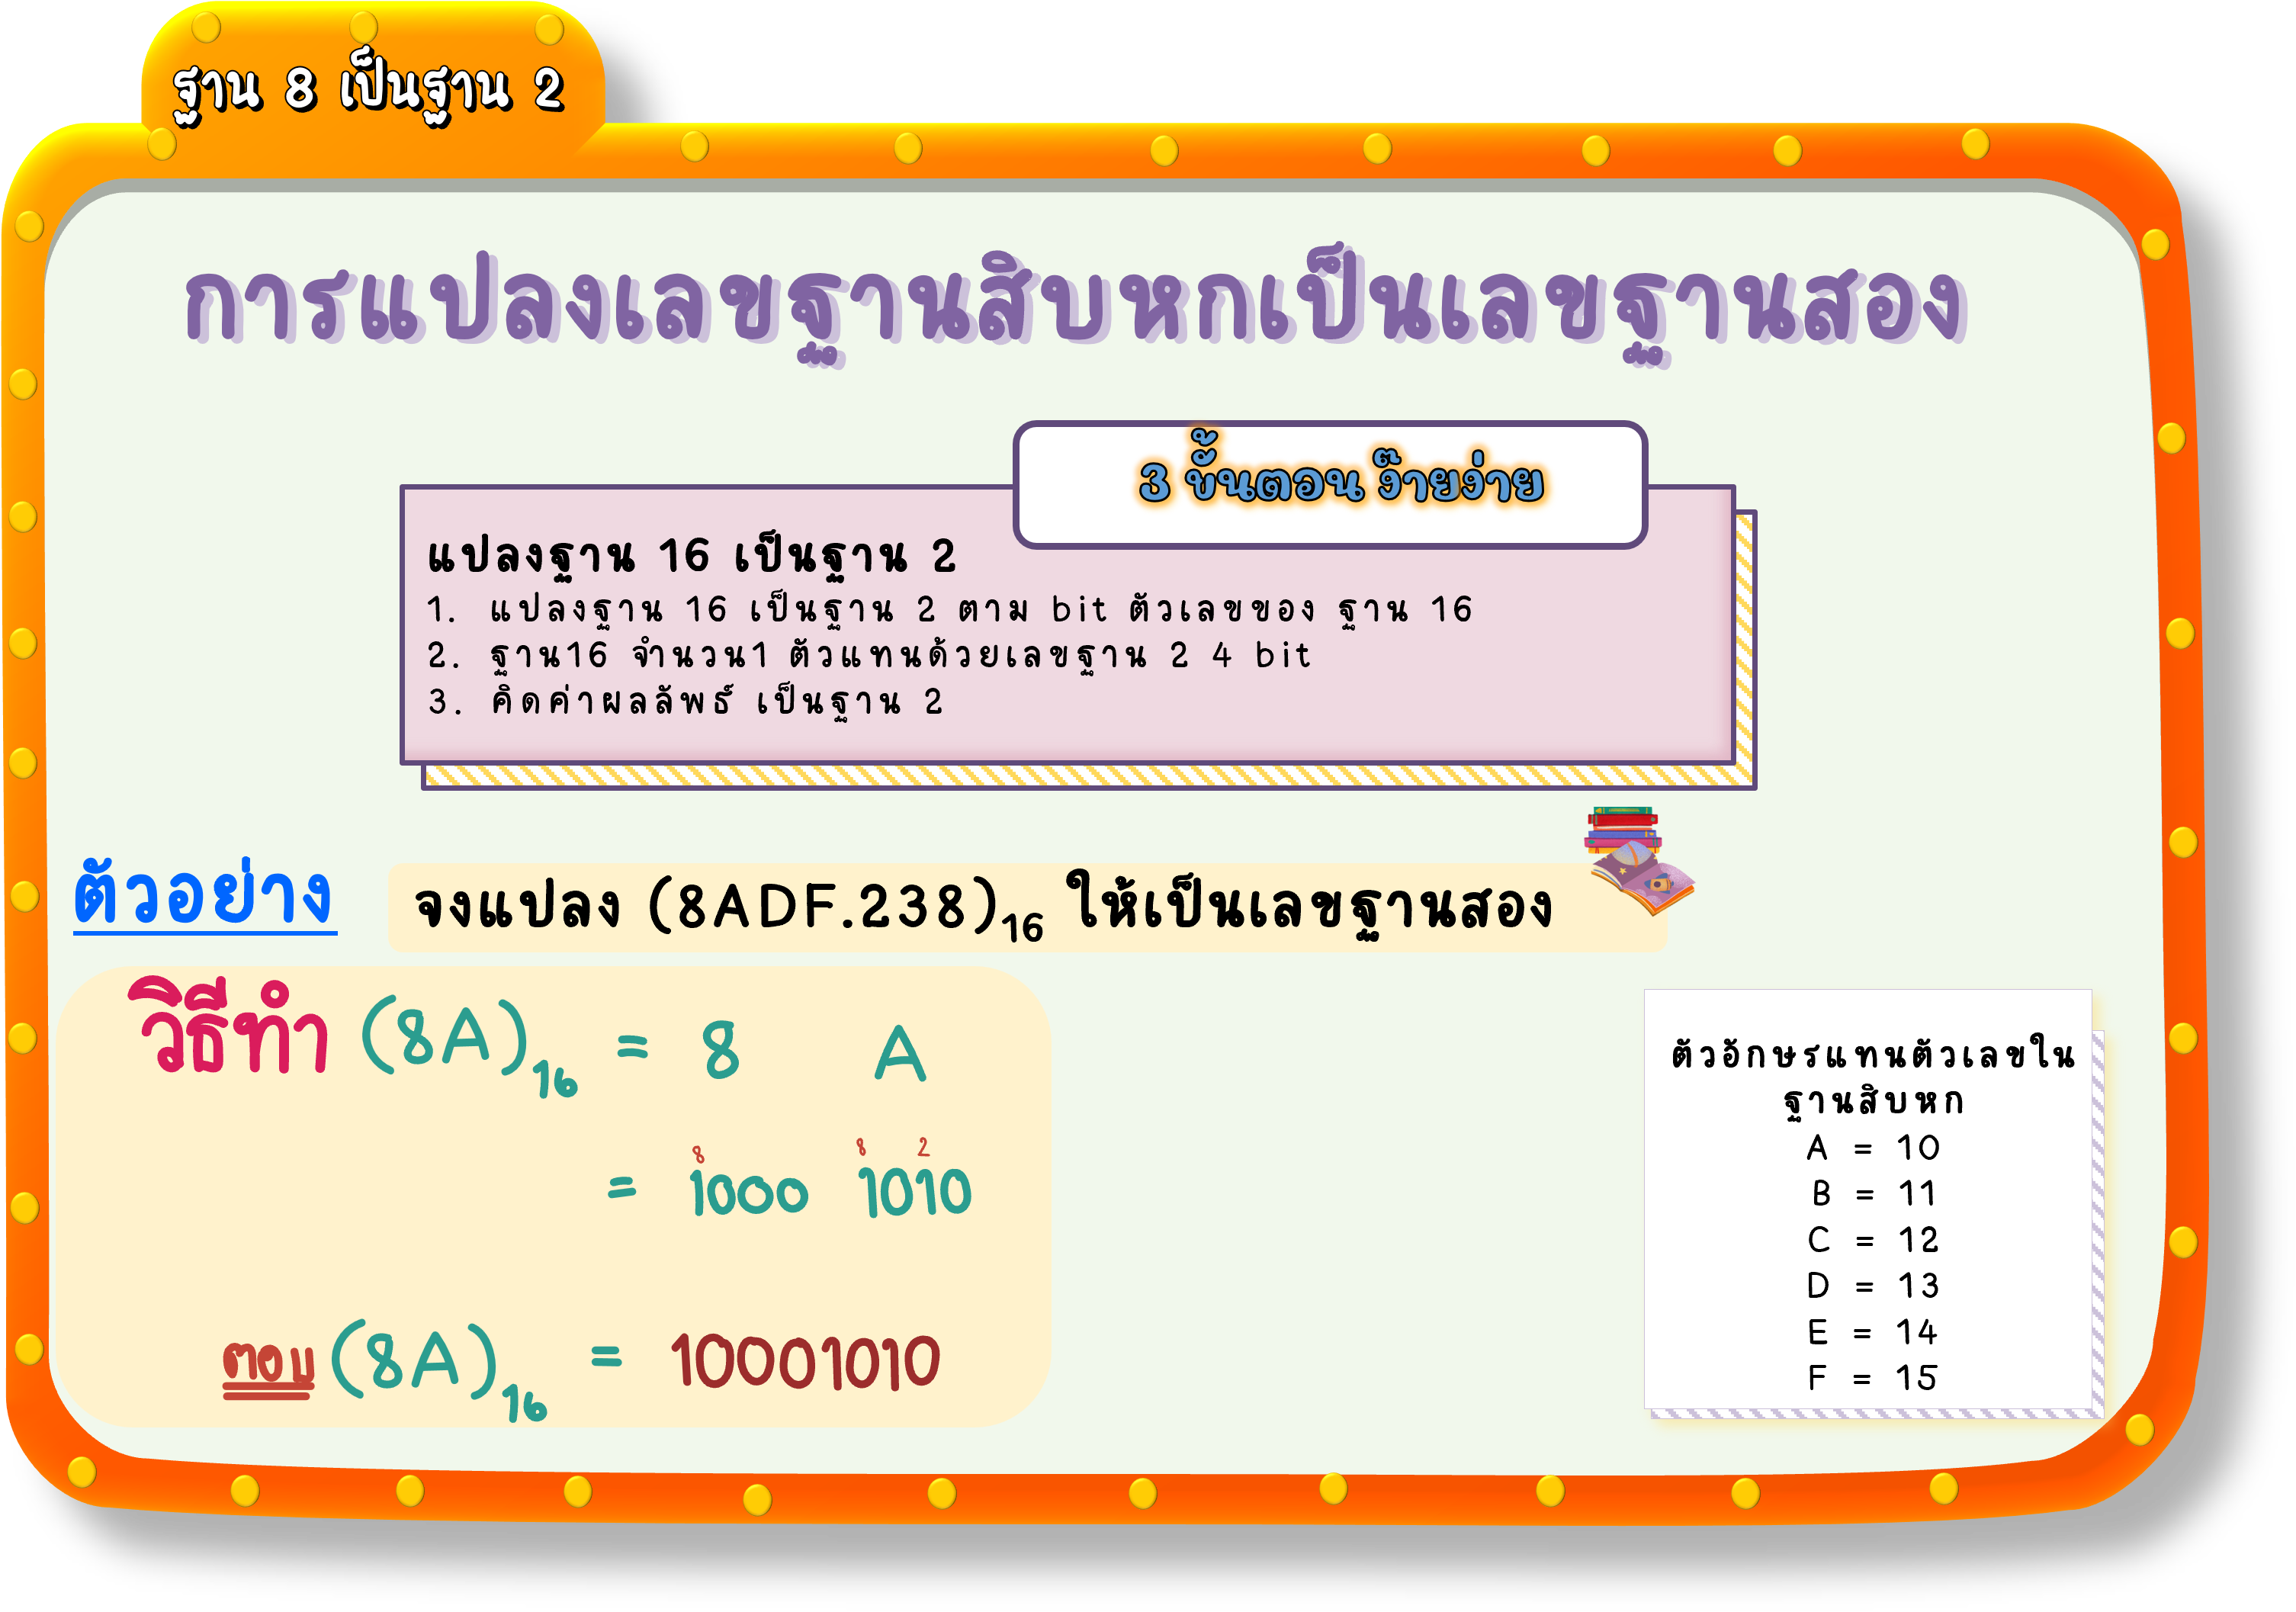 ฐาน 8 เป็นฐาน 2
การแปลงเลขฐานสิบหกเป็นเลขฐานสอง
3 ขั้นตอน ง๊ายง่าย
แปลงฐาน 16 เป็นฐาน 2
1. แปลงฐาน 16 เป็นฐาน 2 ตาม bit ตัวเลขของ ฐาน 16
2. ฐาน16 จำนวน1 ตัวแทนด้วยเลขฐาน 2 4 bit
3. คิดค่าผลลัพธ์ เป็นฐาน 2
ตัวอย่าง จงแปลง (8ADF.238)₁₆ ให้เป็นเลขฐานสอง
วิธีทำ (8A)₁₆ = 8 A
8 8 2
= 1000 1010
ตอบ (8A)₁₆ = 10001010
ตัวอักษรแทนตัวเลขใน
ฐานสิบหก
A = 10
B = 11
C = 12
D = 13
E = 14
F = 15